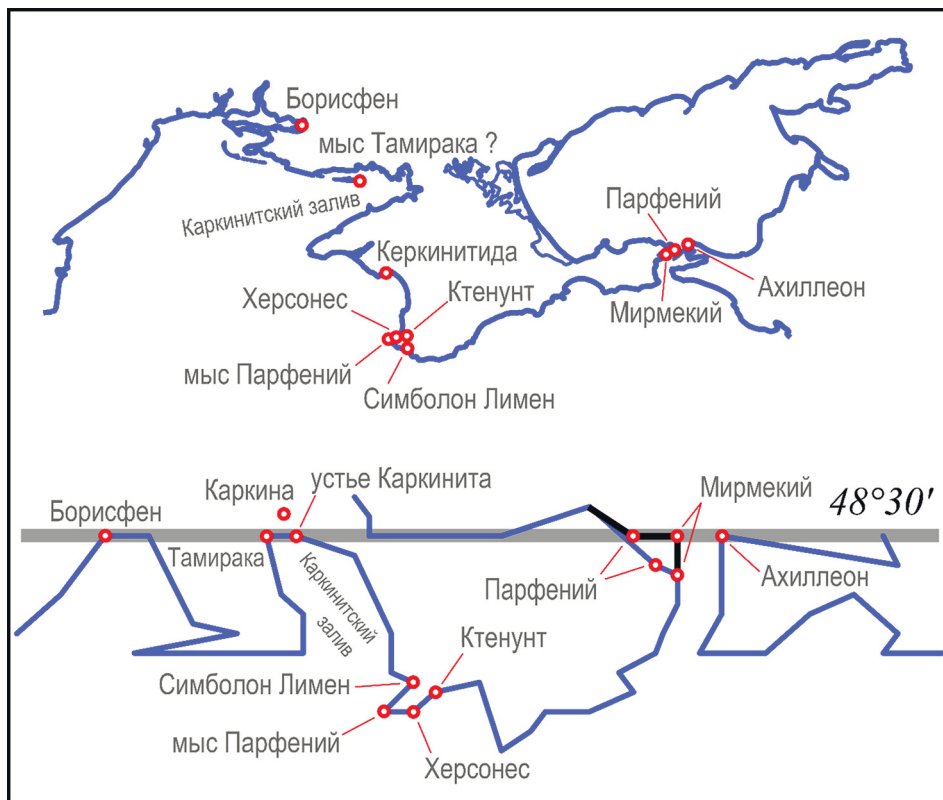 Борисфен
мыс Тамирака ?
Каркинитский залив
Парфений
Керкинитида
Херсонес
Ктенунт
Ахиллеон
Мирмекий
мыс Парфений
Симболон Лимен
устье Каркинита
Каркина
Мирмекий
48°30'
Борисфен
Тамирака
Каркинитский
залив
Парфений
Ахиллеон
Ктенунт
Симболон Лимен
мыс Парфений
Херсонес